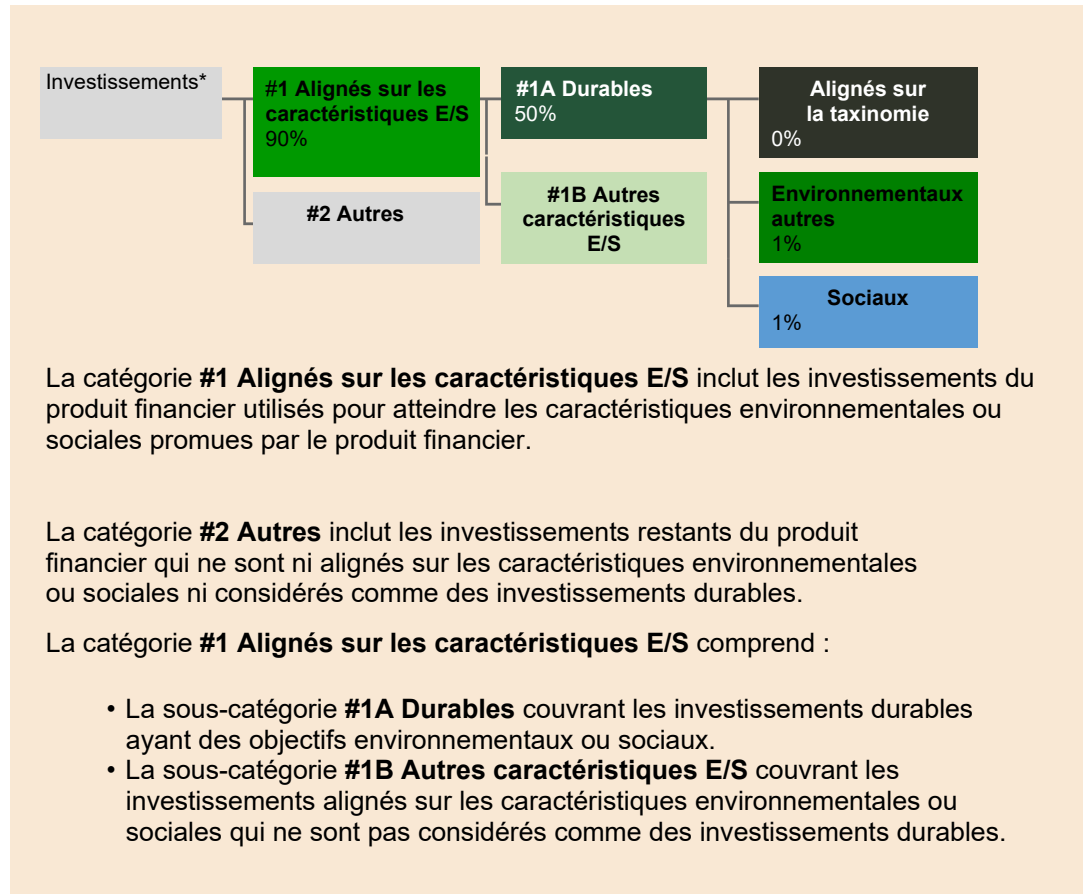 Investissements*
#1 Alignés sur les
caractéristiques E/S
90%
#2 Autres
#1A Durables
50%
#1B Autres
caractéristiques
E/S
Alignés sur
la taxinomie
0%
Environnementaux
autres
1%
Sociaux
1%
La catégorie #1 Alignés sur les caractéristiques E/S inclut les investissements du
produit financier utilisés pour atteindre les caractéristiques environnementales ou
sociales promues par le produit financier.
La catégorie #2 Autres inclut les investissements restants du produit
financier qui ne sont ni alignés sur les caractéristiques environnementales
ou sociales ni considérés comme des investissements durables.
La catégorie #1 Alignés sur les caractéristiques E/S comprend :
• La sous-catégorie #1A Durables couvrant les investissements durables
ayant des objectifs environnementaux ou sociaux.
• La sous-catégorie #1B Autres caractéristiques E/S couvrant les
investissements alignés sur les caractéristiques environnementales ou
sociales qui ne sont pas considérés comme des investissements durables.